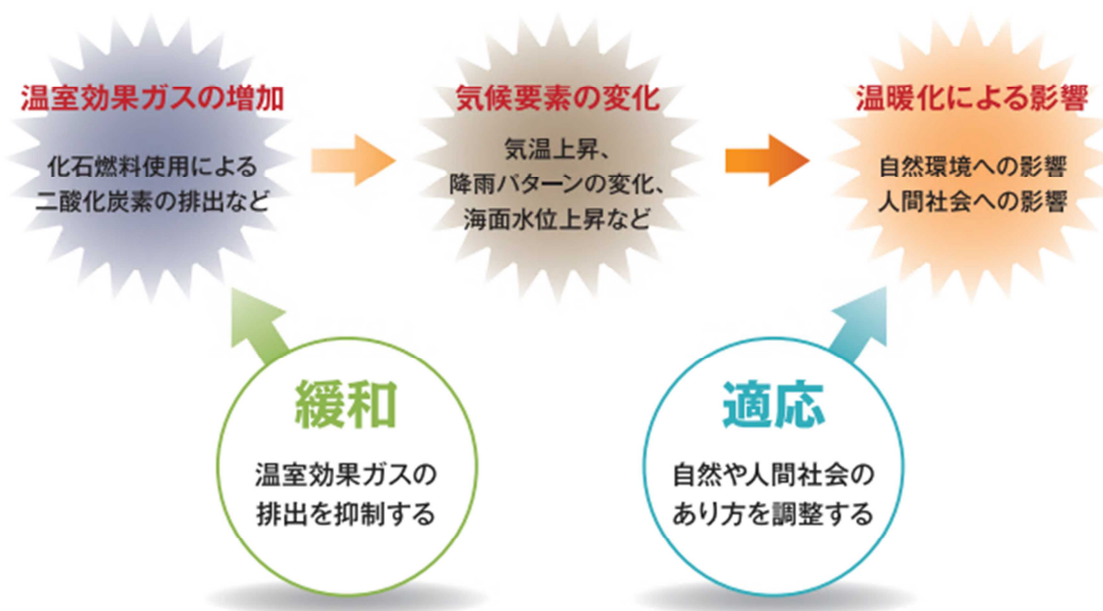 温室効果ガスの増加
化石燃料使用による
二酸化炭素の排出など
気候要素の変化
気温上昇、
降雨パターンの変化、
海面水位上昇など
温暖化による影響
自然環境への影響
人間社会への影響
緩和
温室効果ガスの
排出を抑制する
適応
自然や人間社会の
あり方を調整する